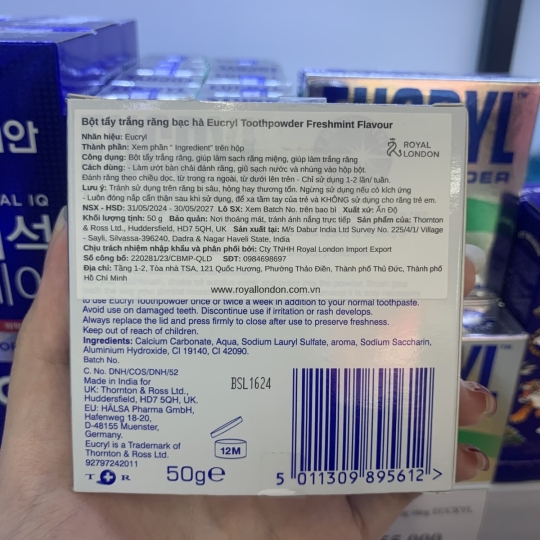 Bột tẩy trắng răng bạc hà Eucryl Toothpowder Freshmint Flavour
Nhãn hiệu: Eucryl
Thành phần: Xem phần " Ingredient" trên hộp
Công dụng: Bột tẩy trắng răng, giúp làm sạch răng miệng, giúp làm trắng răng
Cách dùng: - Làm ướt bàn chải đánh răng, giũ sạch nước và nhúng vào hộp bột.
Đánh răng theo chiều dọc, từ trong ra ngoài, từ dưới lên trên - Chỉ sử dụng 1-2 lần/ tuần.
Lưu ý: Tránh sử dụng trên răng bị sâu, hỏng hay thương tổn. Ngừng sử dụng nếu có kích ứng
- Luôn đóng nắp cẩn thận sau khi sử dụng, để xa tầm tay của trẻ và KHÔNG sử dụng cho răng trẻ em.
NSX - HSD: 31/05/2024 - 30/05/2027 Lô SX: Xem Batch No. trên bao bì Xuất xứ: Ấn Độ
Khối lượng tịnh: 50 g Bảo quản: Nơi thoáng mát, tránh ánh nắng trực tiếp Sản phẩm của: Thornton
& Ross Ltd., Huddersfield, HD7 5QH, UK Sản xuất tại: M/s Dabur India Ltd Survey No. 225/4/1/ Village
- Sayli, Silvassa-396240, Dadra & Nagar Haveli State, India
Chịu trách nhiệm nhập khẩu và phân phối bởi: Cty TNHH Royal London Import Export
Số công bố: 220281/23/CBMP-QLD SĐT: 0984698697
Địa chỉ: Tầng 1-2, Tòa nhà TSA, 121 Quốc Hương, Phường Thảo Điền, Thành phố Thủ Đức, Thành phố
Hồ Chí Minh
www.royallondon.com.vn
ROYAL
LONDON
to use Eucryl Toothpowder once or twice a week in addition to your normal toothpaste.
Avoid use on damaged teeth. Discontinue use if irritation or rash develops.
Always replace the lid and press firmly to close after use to preserve freshness.
Keep out of reach of children.
Ingredients: Calcium Carbonate, Aqua, Sodium Lauryl Sulfate, aroma, Sodium Saccharin,
Aluminium Hydroxide, CI 19140, CI 42090.
Batch No.
C. No. DNH/COS/DNH/52
Made in India for
UK: Thornton & Ross Ltd.,
Huddersfield, HD7 5QH, UK.
EU: HÄLSA Pharma GmbH,
Hafenweg 18-20,
D-48155 Muenster,
Germany.
Eucryl is a Trademark of
Thornton & Ross Ltd.
92797242011
T R
BSL1624
12M
50g℮
5 011309 895612 >